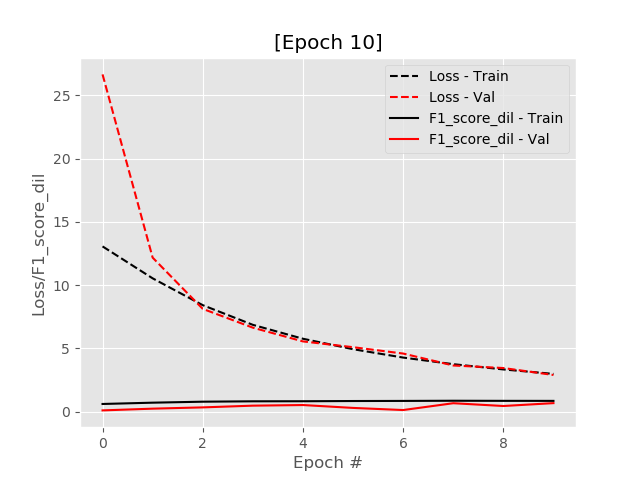 [Epoch 10]
Loss - Train
Loss - Val
F1_score_dil - Train
F1_score_dil - Val
Loss/F1_score_dil
25
20
15
10
5
0
0 2 4 6 8
Epoch #